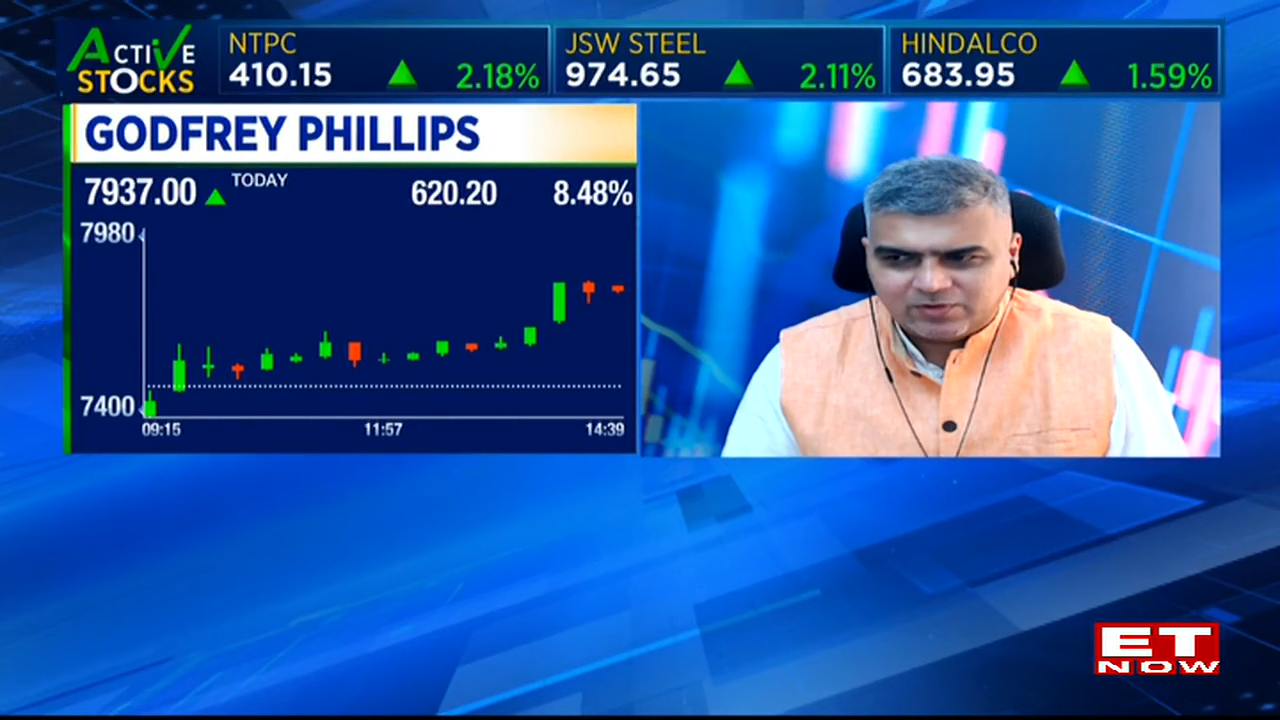 ACTIVE STOCKS
NTPC
410.15 2.18%
JSW STEEL
974.65 2.11%
HINDALCO
683.95 1.59%
GODFREY PHILLIPS
7937.00 TODAY 620.20 8.48%
7980
7400
09:15 11:57 14:39
ET
NOW